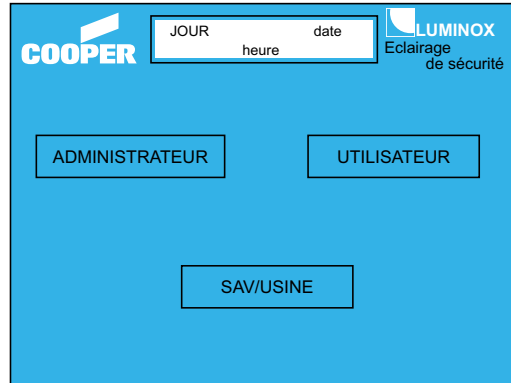 COOPER
JOUR date
heure
LUMINOX
Eclairage
de sécurité
ADMINISTRATEUR
UTILISATEUR
SAV/USINE